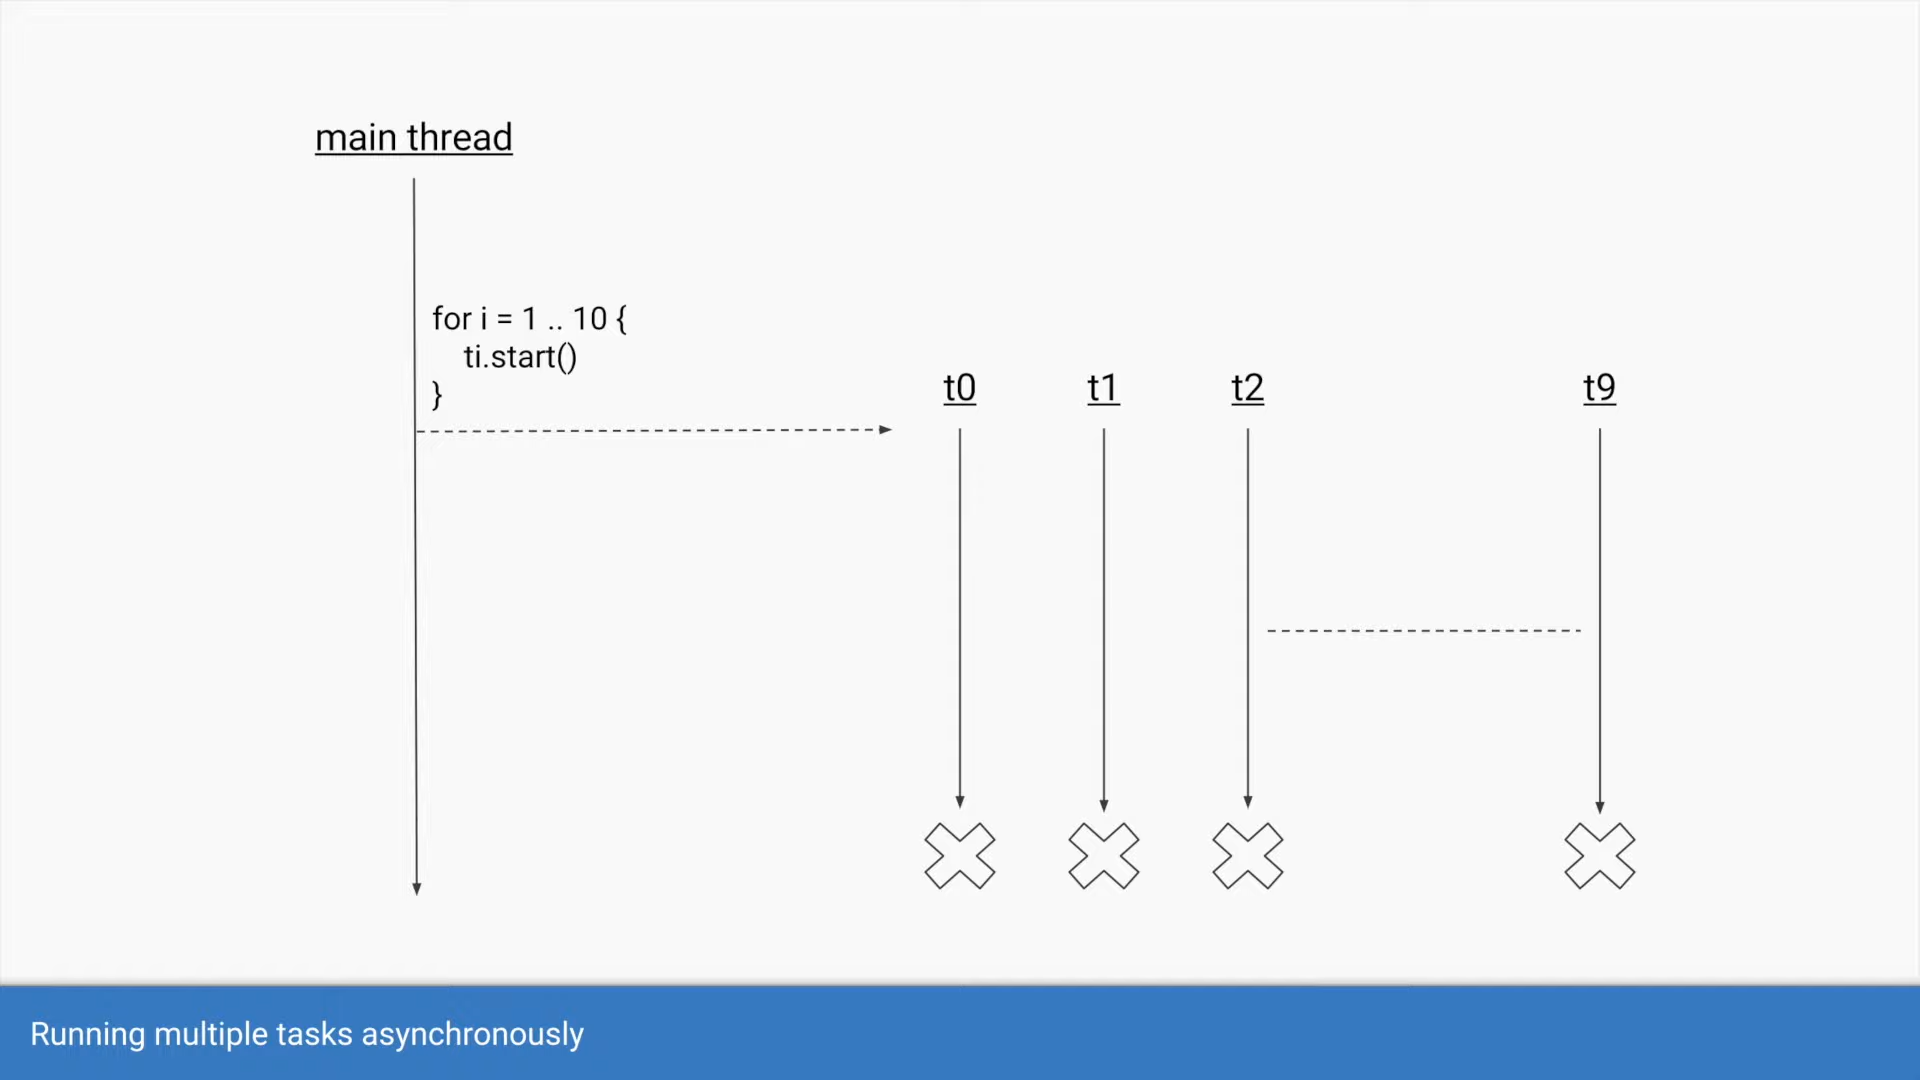 main thread
for i = 1 .. 10 {
ti.start()
}
t0 t1 t2 t9
Running multiple tasks asynchronously